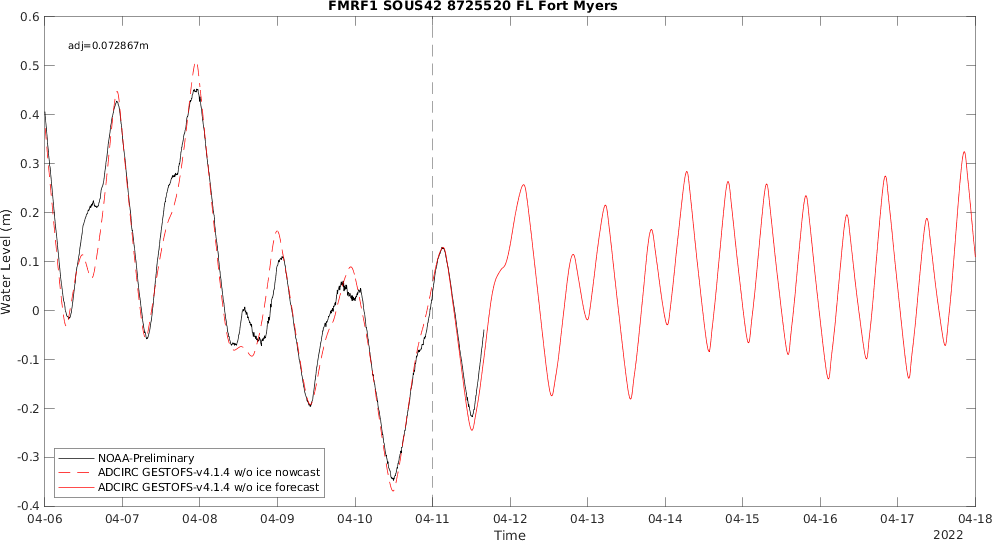 FMRF1 SOUS42 8725520 FL Fort Myers
adj=0.072867m
0.6
0.5
0.4
0.3
0.2
0.1
0
-0.1
-0.2
-0.3
-0.4
Water Level (m)
NOAA-Preliminary
ADCIRC GESTOFS-v4.1.4 w/o ice nowcast
ADCIRC GESTOFS-v4.1.4 w/o ice forecast
04-06 04-07 04-08 04-09 04-10 04-11 04-12 04-13 04-14 04-15 04-16 04-17 04-18
Time
2022